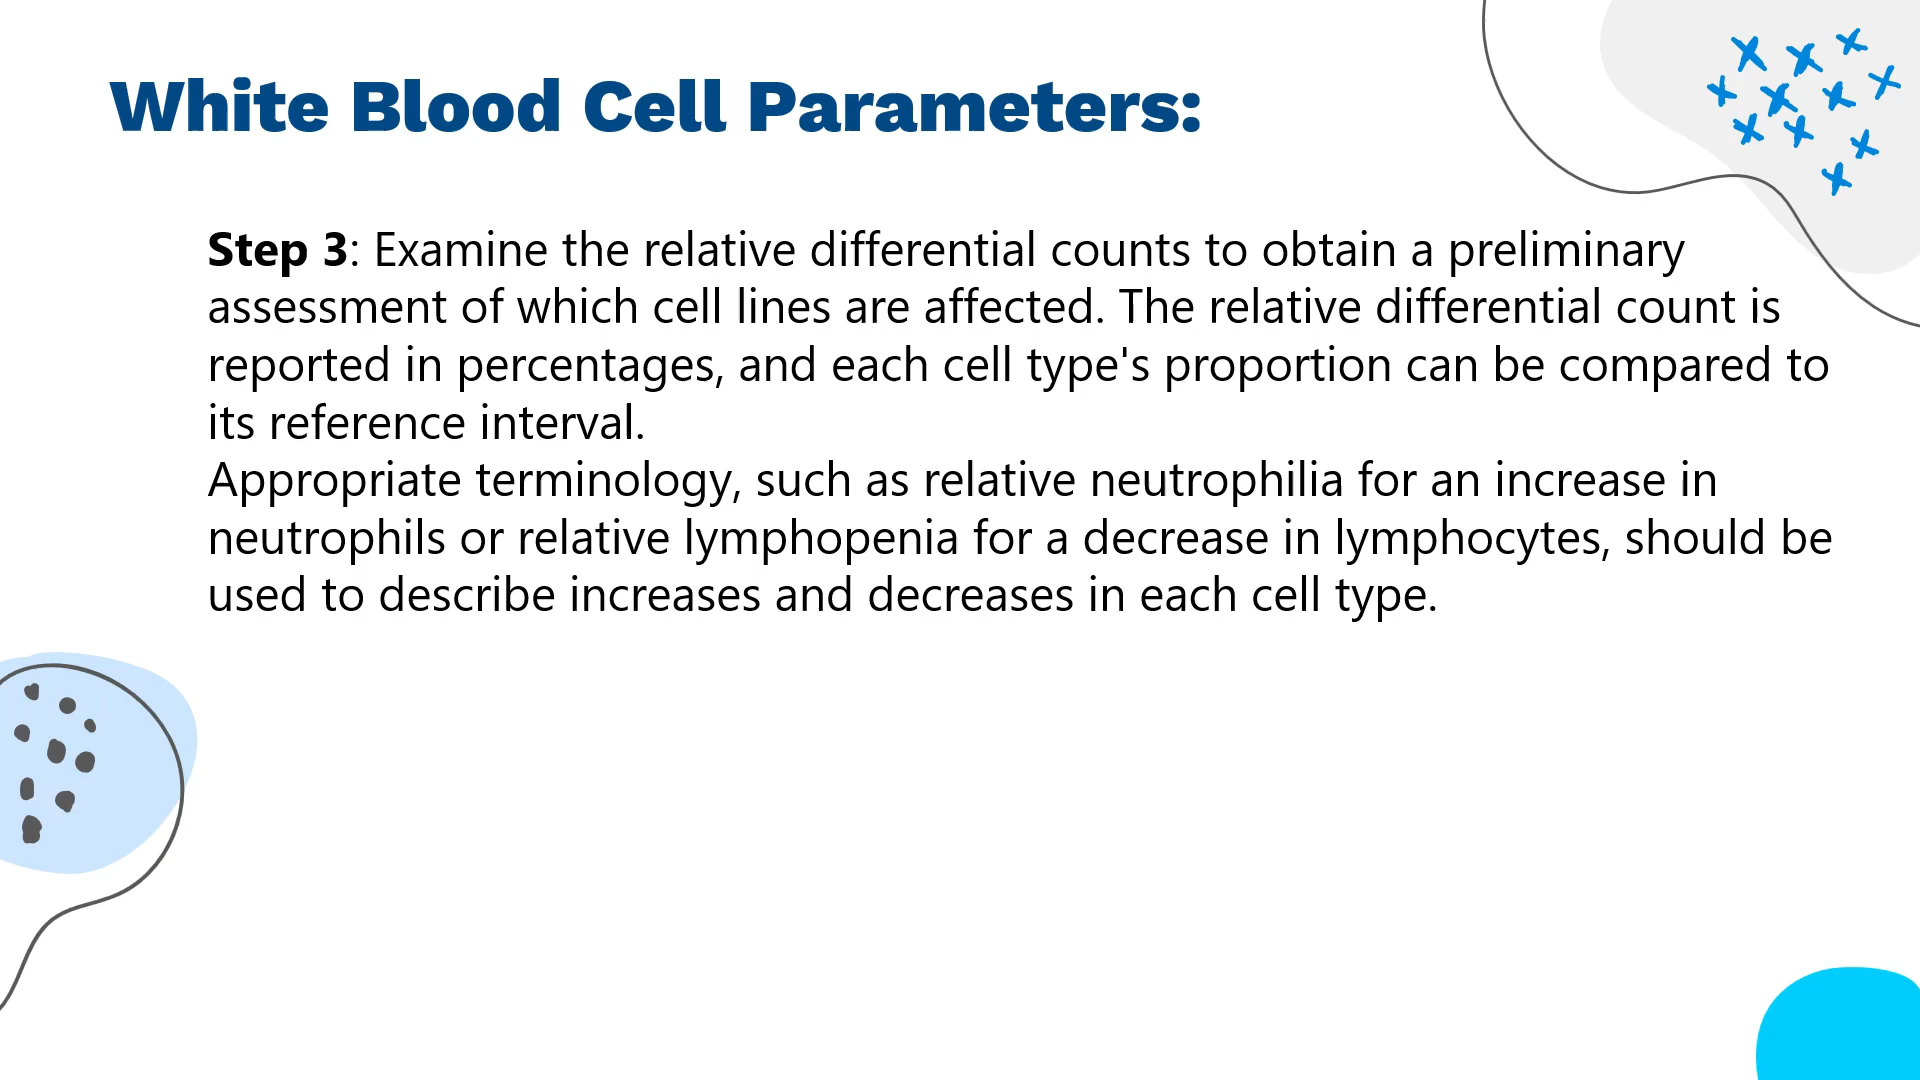 White Blood Cell Parameters:
Step 3: Examine the relative differential counts to obtain a preliminary
assessment of which cell lines are affected. The relative differential count is
reported in percentages, and each cell type's proportion can be compared to
its reference interval.
Appropriate terminology, such as relative neutrophilia for an increase in
neutrophils or relative lymphopenia for a decrease in lymphocytes, should be
used to describe increases and decreases in each cell type.